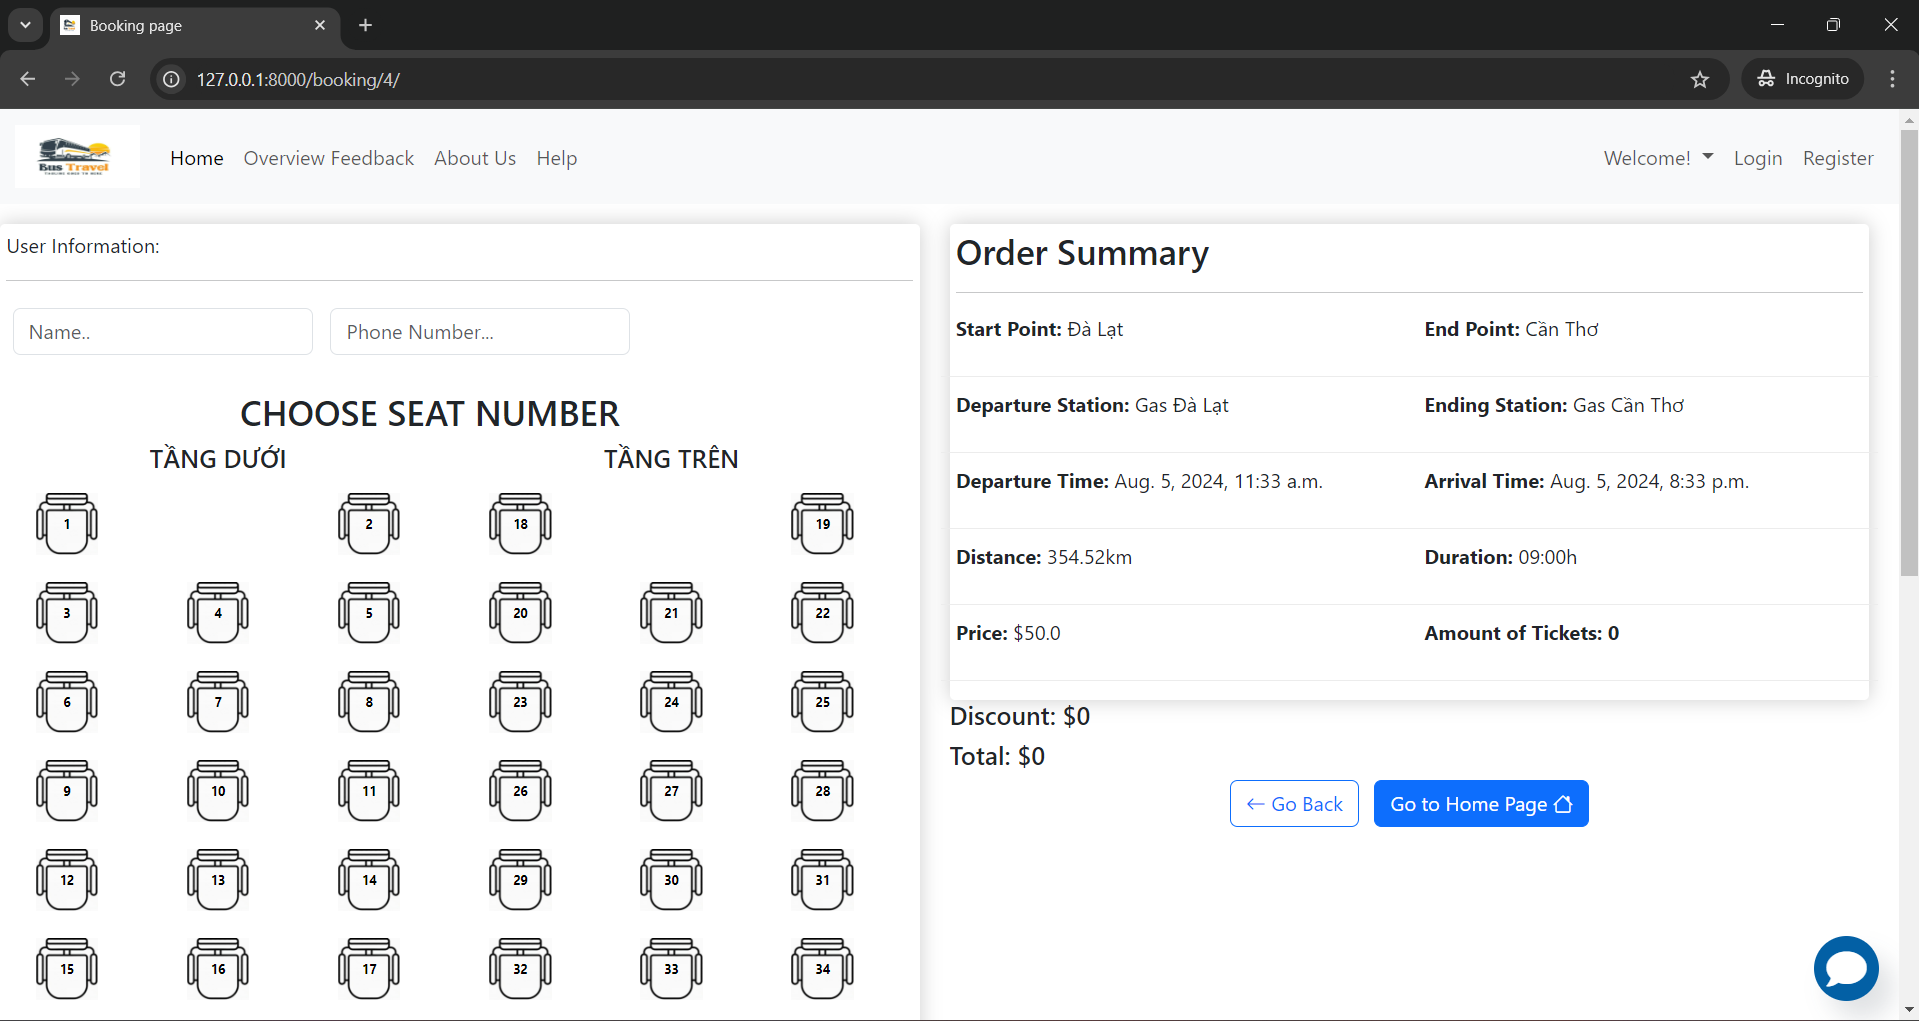 Booking page
127.0.0.1:8000/booking/4/
Incognito
Bus Travel
Home Overview Feedback About Us Help
Welcome! Login Register
User Information:
Name..
Phone Number...
CHOOSE SEAT NUMBER
TẦNG DƯỚI TẦNG TRÊN
1 2 18 19
3 4 5 20 21 22
6 7 8 23 24 25
9 10 11 26 27 28
12 13 14 29 30 31
15 16 17 32 33 34
Order Summary
Start Point: Đà Lạt
End Point: Cần Thơ
Departure Station: Gas Đà Lạt
Ending Station: Gas Cần Thơ
Departure Time: Aug. 5, 2024, 11:33 a.m.
Arrival Time: Aug. 5, 2024, 8:33 p.m.
Distance: 354.52km
Duration: 09:00h
Price: $50.0
Amount of Tickets: 0
Discount: $0
Total: $0
Go Back
Go to Home Page